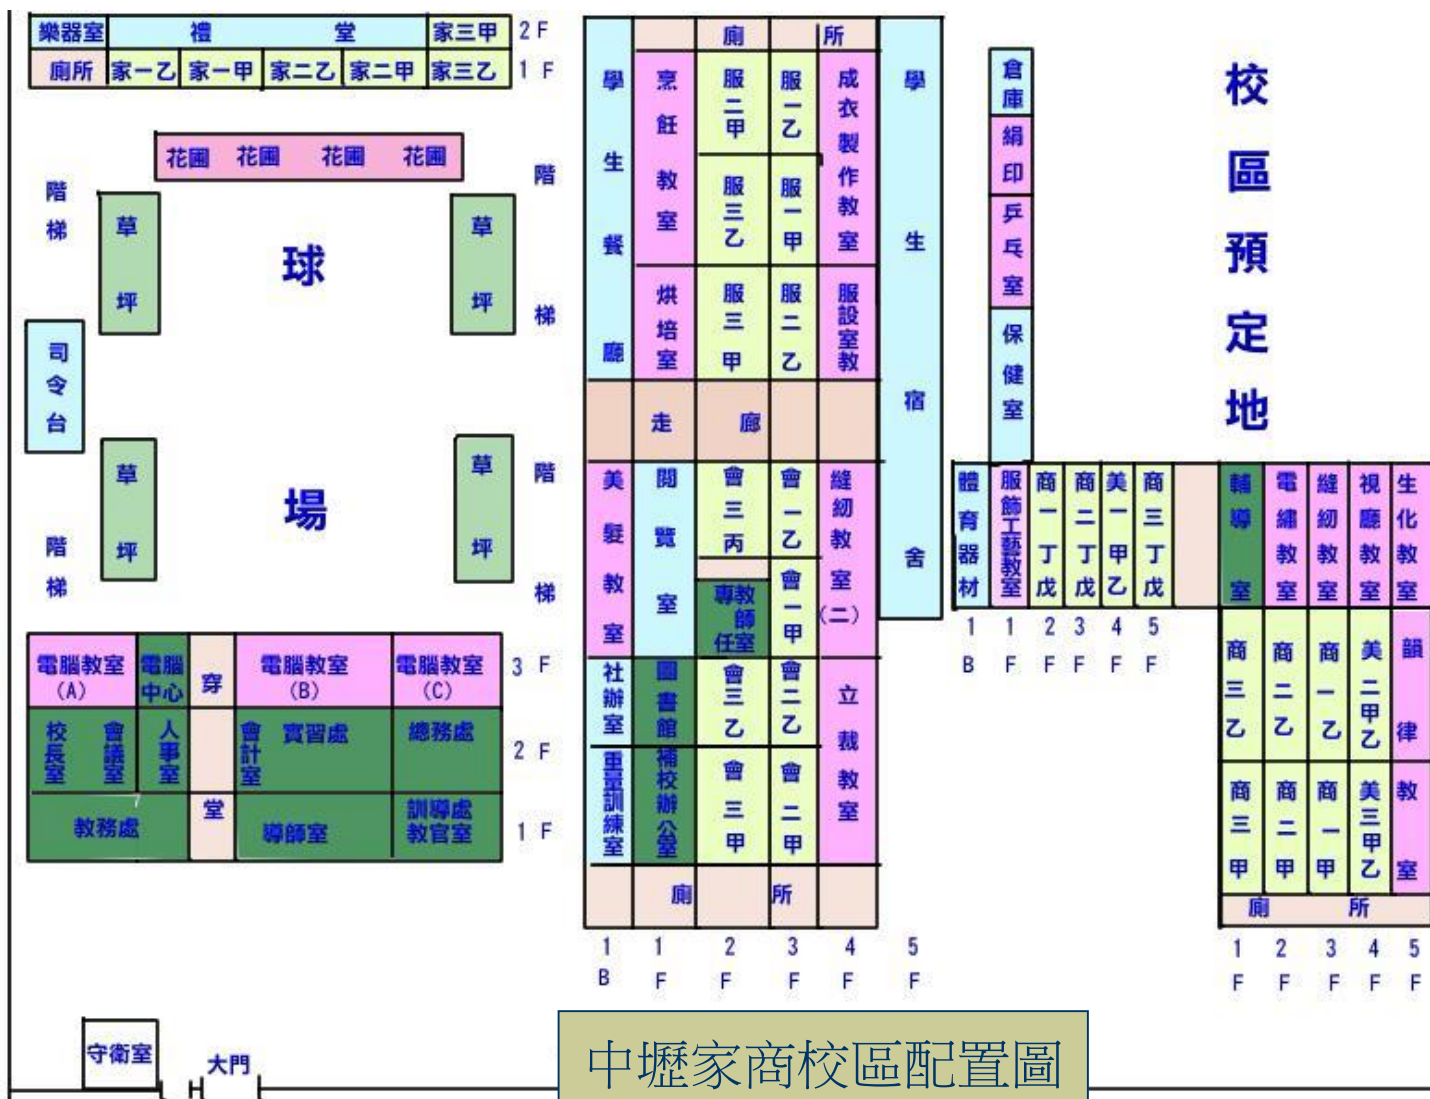 樂器室 禮堂 家三甲 2F
廁所 家一乙 家一甲 家二乙 家二甲 家三乙 1F
花圃 花圃 花圃 花圃
階梯
階梯
草坪
草坪
球場
司令台
草坪
草坪
階梯
階梯
電腦教室(A) 電腦中心 穿堂 電腦教室(B) 電腦教室(C) 3F
校長室 會議室 人事室 會計室 實習處 總務處 2F
教務處 導師室 訓導處教官室 1F
守衛室
大門
學生餐廳
走廊
美髮教室
社辦室
重量訓練室
1B
廁所
烹飪教室
烘培室
閱覽室
圖書館
補校辦公室
1F
服二甲
服三乙
服三甲
會三丙
專教師任室
會三乙
會三甲
2F
服一乙
服一甲
服二乙
會一乙
會一甲
會二乙
會二甲
3F
成衣製作教室
服設室教
縫紉教室(二)
立裁教室
4F
廁所
學生宿舍
5F
倉庫
絹印
乒乓室
保健室
校區預定地
體育器材 1B
服飾工藝教室 1F
商一丁戊 2F
商二丁戊 3F
美一甲乙 4F
商三丁戊 5F
輔導室
商三乙
商三甲
1F
電繡教室
商二乙
商二甲
2F
縫紉教室
商一乙
商一甲
3F
視廳教室
美二甲乙
美三甲乙
4F
生化教室
韻律教室
5F
廁所
中壢家商校區配置圖